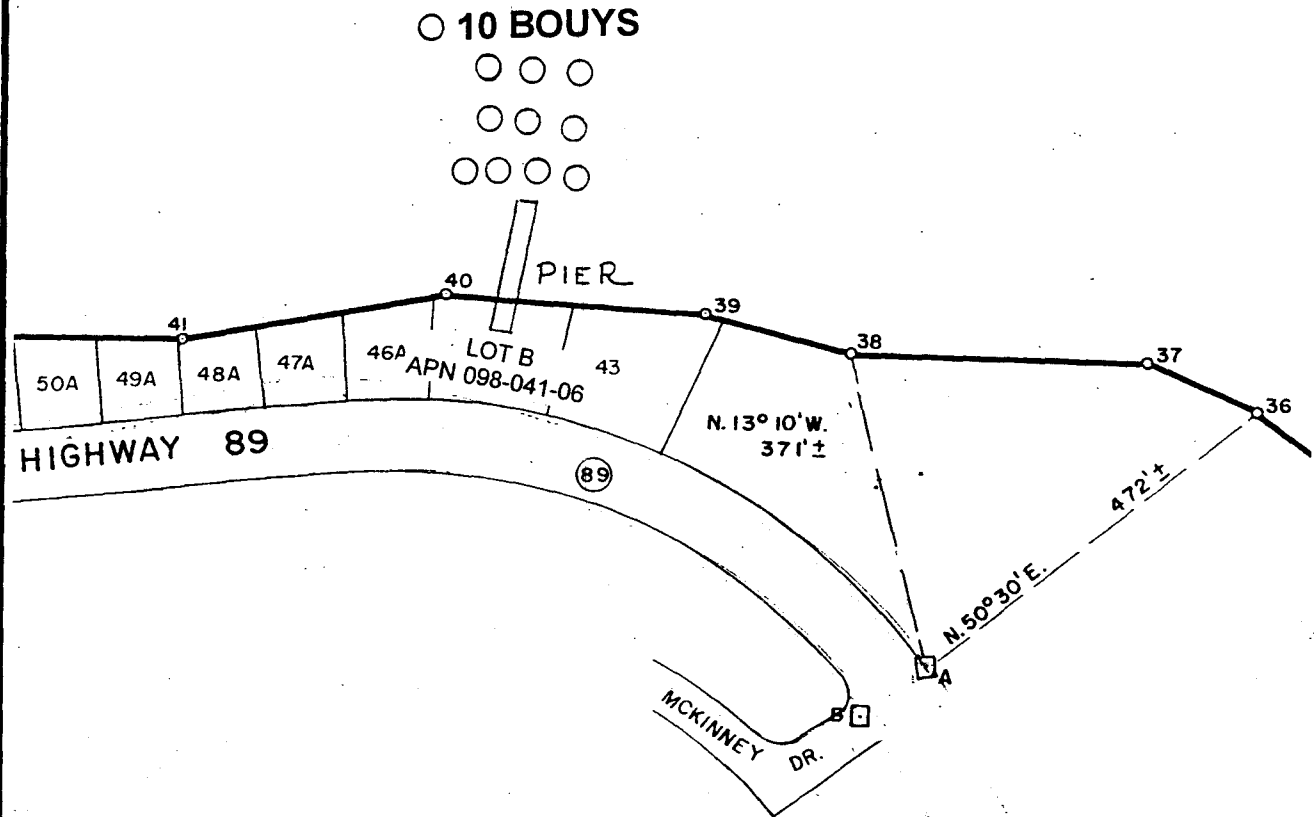 10 BOUYS
PIER
40
39
41
38
37
36
50A
49A
48A
47A
46A
LOT B
APN 098-041-06
43
N. 13° 10' W.
371'±
HIGHWAY 89
89
472'±
N. 50° 30' E.
A
B
MCKINNEY
DR.